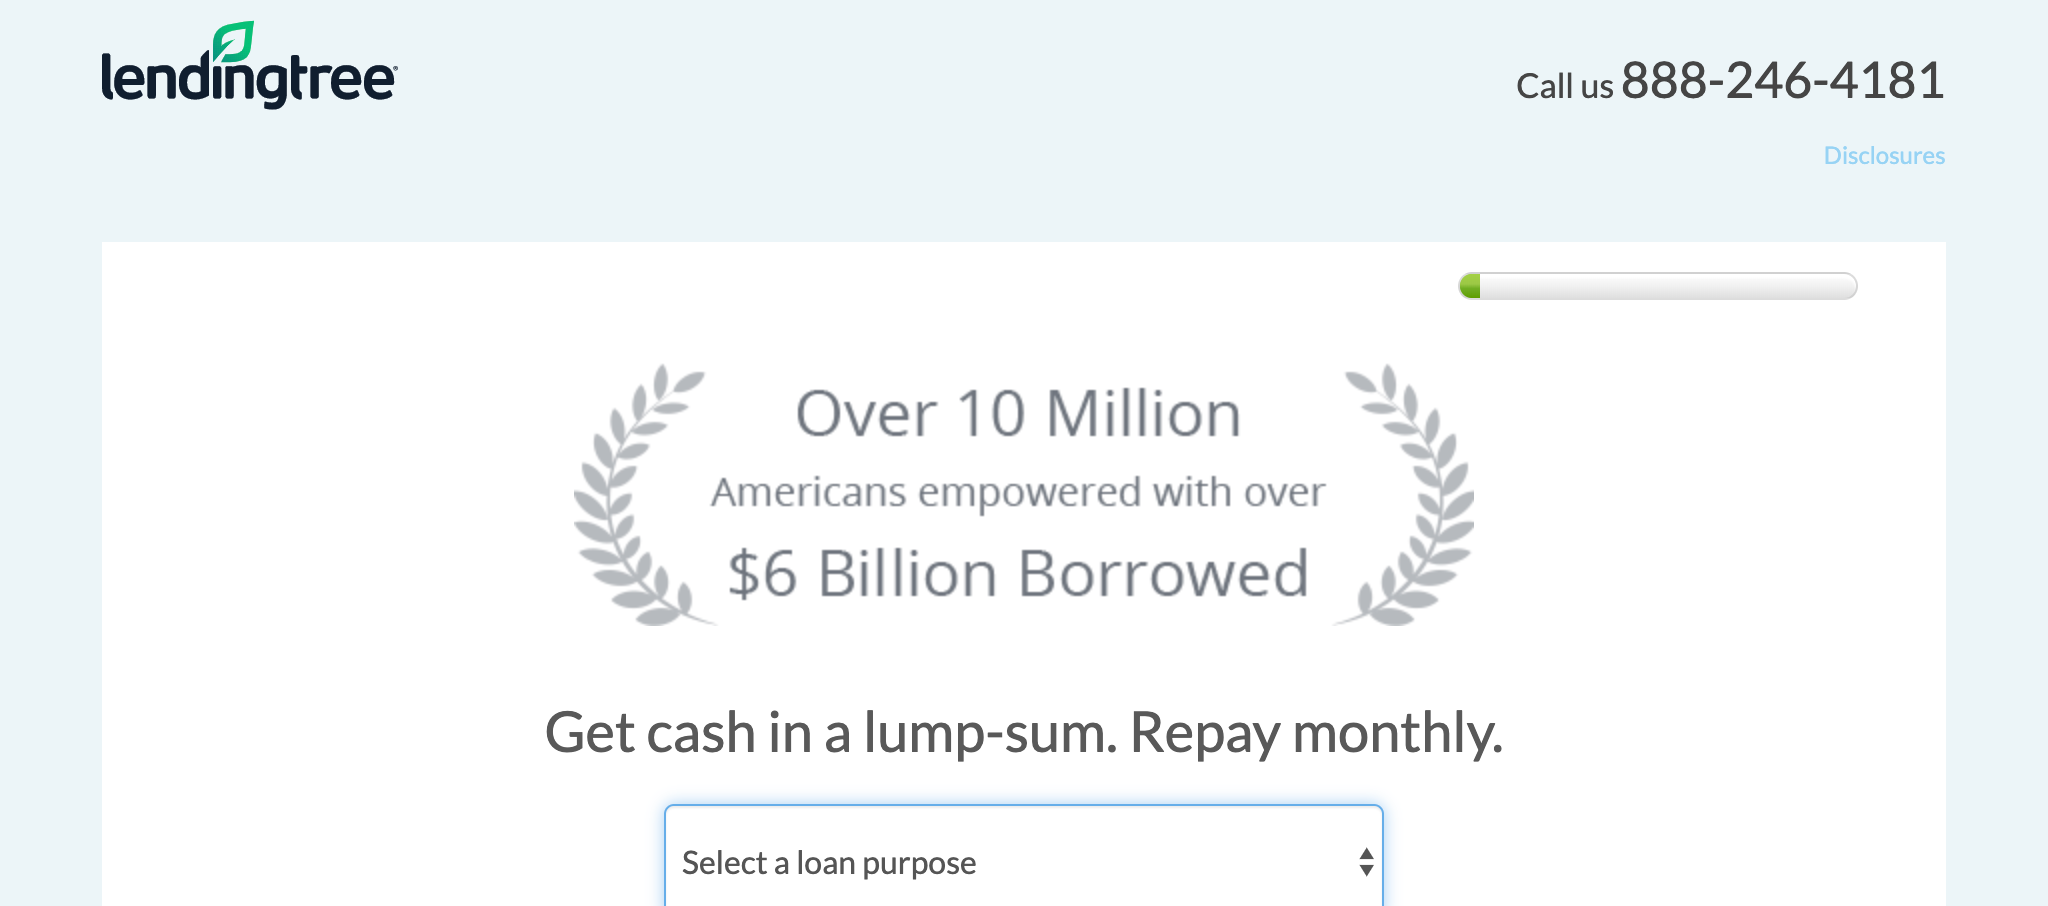 lendingtree®
Call us 888-246-4181
Disclosures
Over 10 Million
Americans empowered with over
$6 Billion Borrowed
Get cash in a lump-sum. Repay monthly.
Select a loan purpose